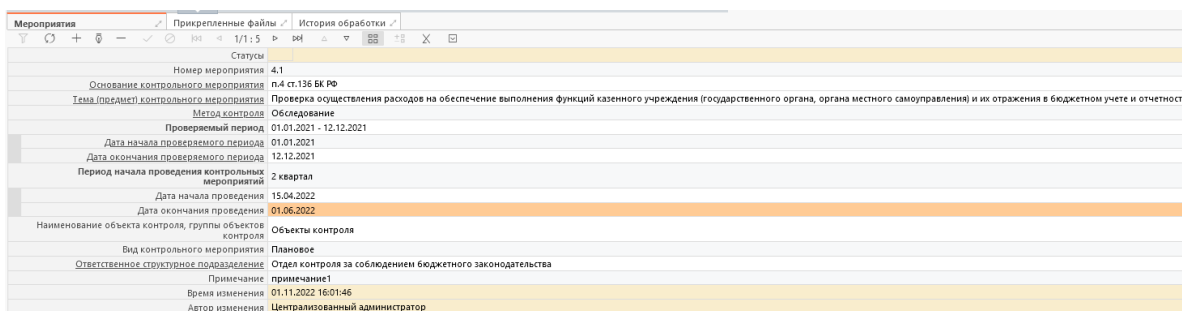 Мероприятия Прикрепленные файлы История обработки
1/1 : 5
Статусы
Номер мероприятия 4.1
Основание контрольного мероприятия п.4 ст.136 БК РФ
Тема (предмет) контрольного мероприятия Проверка осуществления расходов на обеспечение выполнения функций казенного учреждения (государственного органа, органа местного самоуправления) и их отражения в бюджетном учете и отчетност
Метод контроля Обследование
Проверяемый период 01.01.2021 - 12.12.2021
Дата начала проверяемого периода 01.01.2021
Дата окончания проверяемого периода 12.12.2021
Период начала проведения контрольных
мероприятий 2 квартал
Дата начала проведения 15.04.2022
Дата окончания проведения 01.06.2022
Наименование объекта контроля, группы объектов
контроля Объекты контроля
Вид контрольного мероприятия Плановое
Ответственное структурное подразделение Отдел контроля за соблюдением бюджетного законодательства
Примечание примечание1
Время изменения 01.11.2022 16:01:46
Автор изменения Централизованный администратор